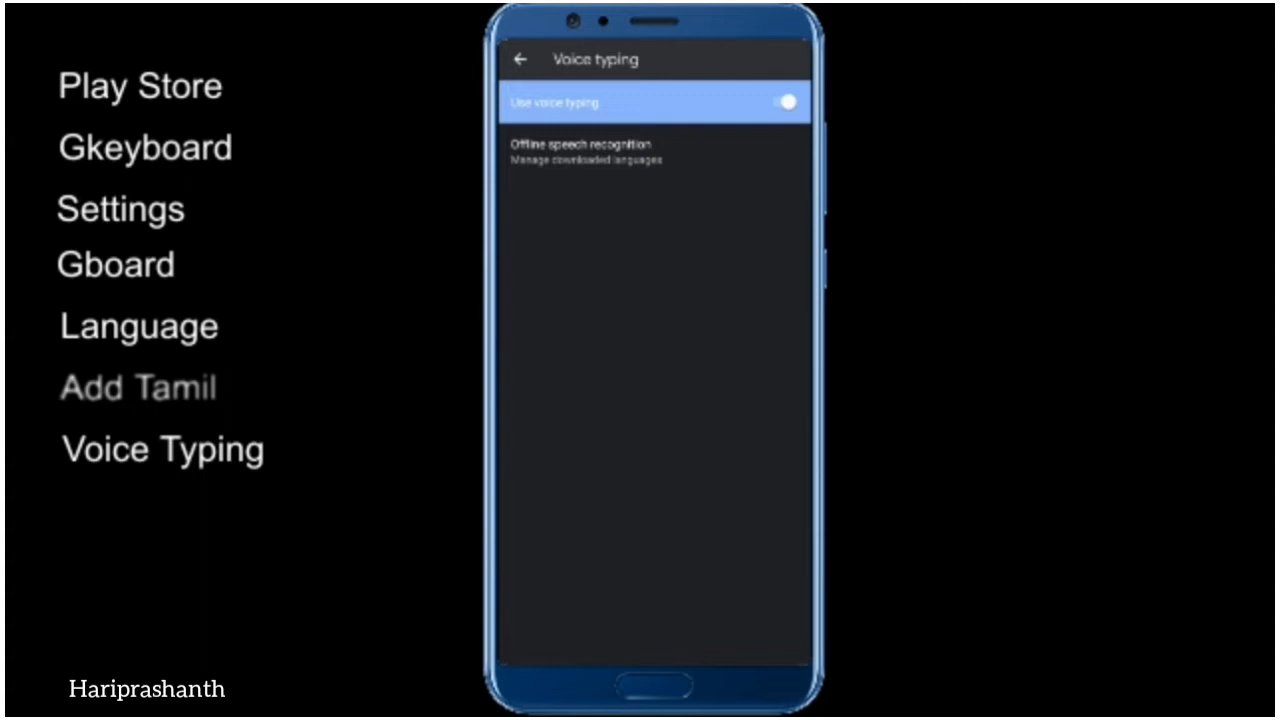 Play Store
Gkeyboard
Settings
Gboard
Language
Add Tamil
Voice Typing
Hariprashanth
Voice typing
Use voice typing
Offline speech recognition
Manage downloaded languages